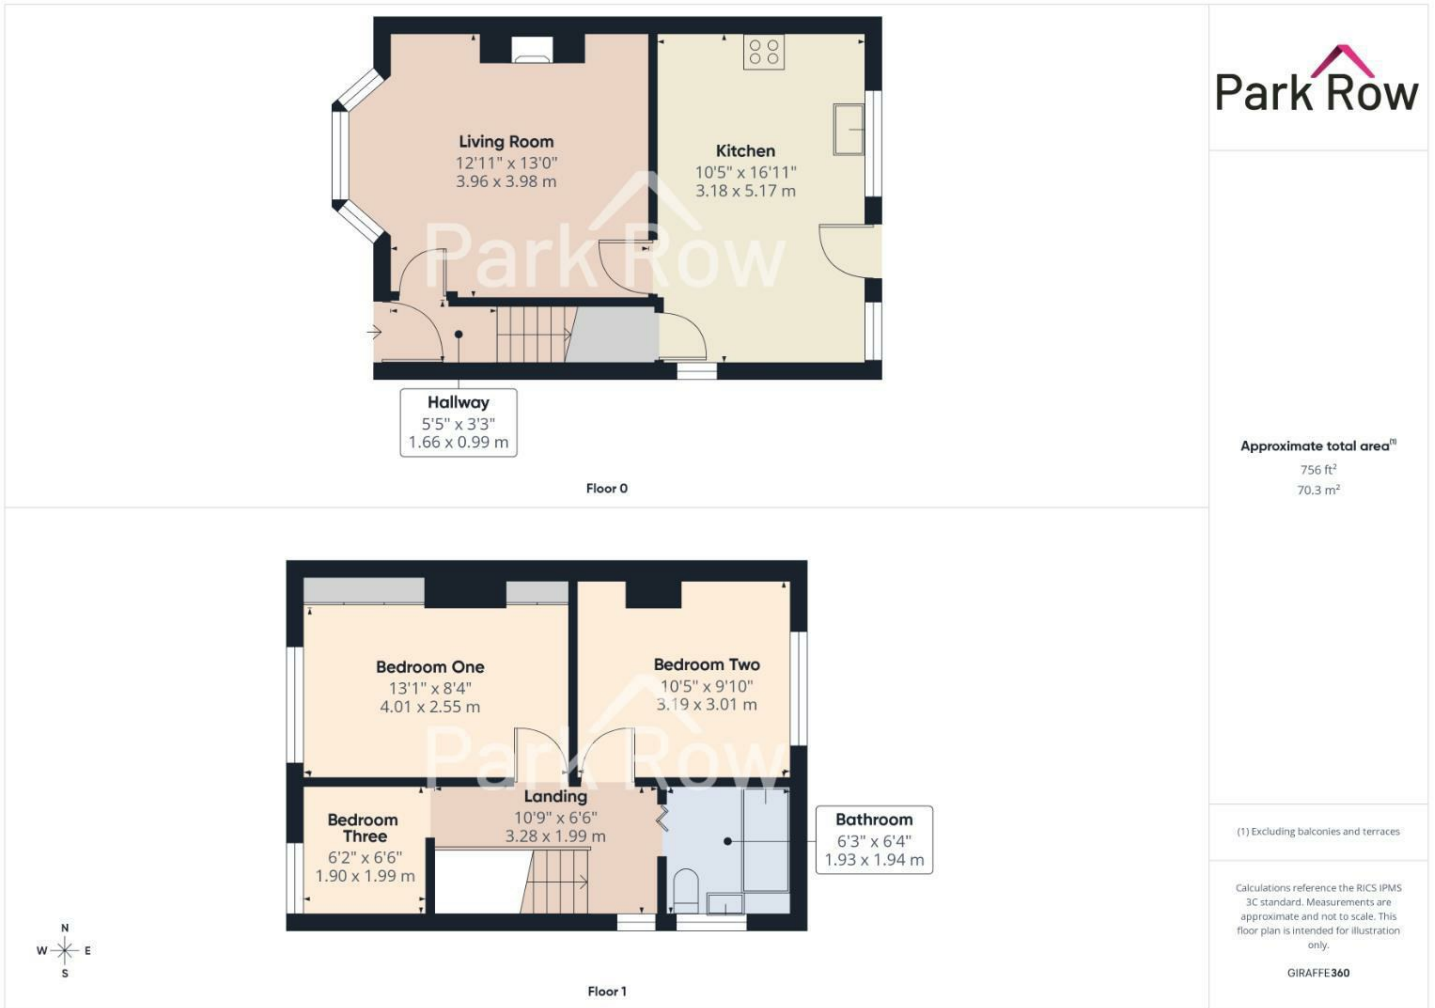 Living Room
12'11" x 13'0"
3.96 x 3.98 m
Kitchen
10'5" x 16'11"
3.18 x 5.17 m
Park Row
Hallway
5'5" x 3'3"
1.66 x 0.99 m
Floor 0
Park Row
Approximate total area(1)
756 ft²
70.3 m²
Bedroom One
13'1" x 8'4"
4.01 x 2.55 m
Bedroom Two
10'5" x 9'10"
3.19 x 3.01 m
Park Row
Bedroom
Three
6'2" x 6'6"
1.90 x 1.99 m
Landing
10'9" x 6'6"
3.28 x 1.99 m
Bathroom
6'3" x 6'4"
1.93 x 1.94 m
N
W E
S
Floor 1
(1) Excluding balconies and terraces
Calculations reference the RICS IPMS
3C standard. Measurements are
approximate and not to scale. This
floor plan is intended for illustration
only.
GIRAFFE360